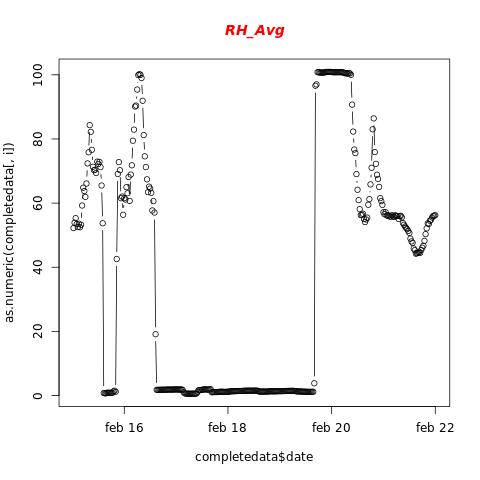 RH_Avg
as.numeric(completedata[, i])
100
80
60
40
20
0
feb 16
feb 18
feb 20
feb 22
completedata$date